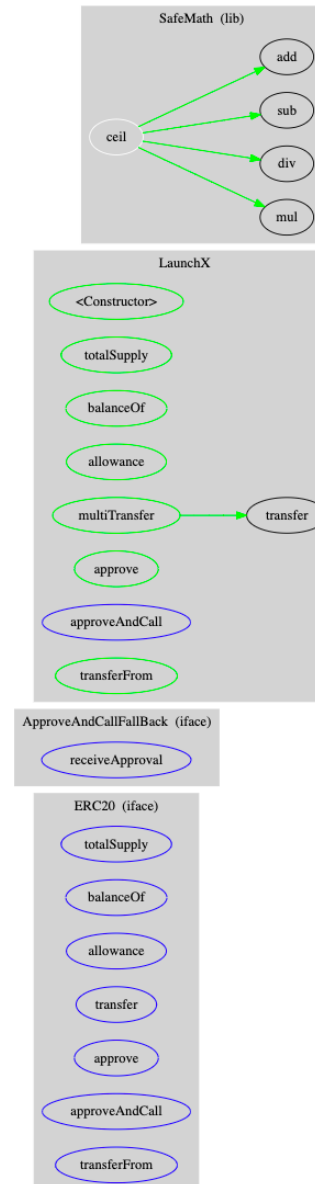 SafeMath (lib)
add
ceil
sub
div
mul
LaunchX
<Constructor>
totalSupply
balanceOf
allowance
multiTransfer
transfer
approve
approveAndCall
transferFrom
ApproveAndCallFallBack (iface)
receiveApproval
ERC20 (iface)
totalSupply
balanceOf
allowance
transfer
approve
approveAndCall
transferFrom